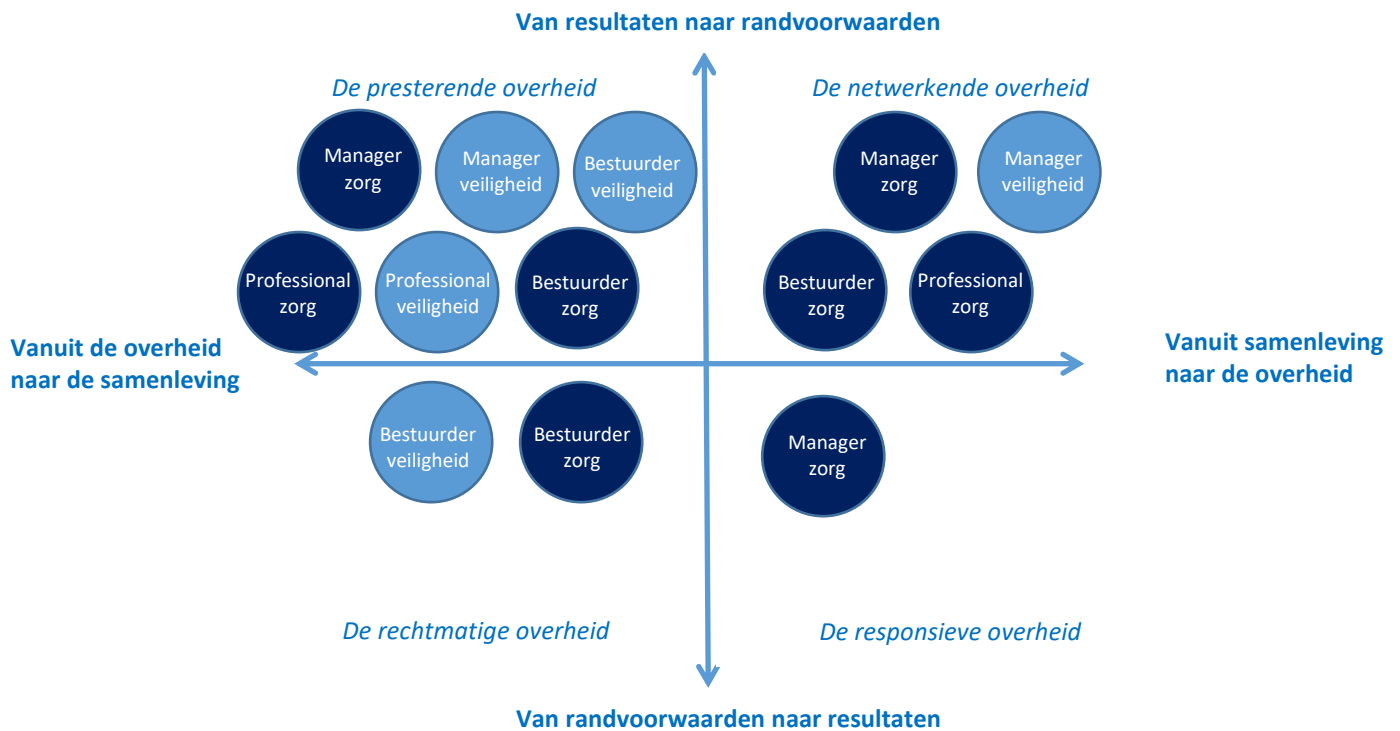 Van resultaten naar randvoorwaarden
De presterende overheid
De netwerkende overheid
Manager
zorg
Manager
veiligheid
Bestuurder
veiligheid
Manager
zorg
Manager
veiligheid
Professional
zorg
Professional
veiligheid
Bestuurder
zorg
Bestuurder
zorg
Professional
zorg
Vanuit de overheid
naar de samenleving
Vanuit samenleving
naar de overheid
Bestuurder
veiligheid
Bestuurder
zorg
Manager
zorg
De rechtmatige overheid
De responsieve overheid
Van randvoorwaarden naar resultaten